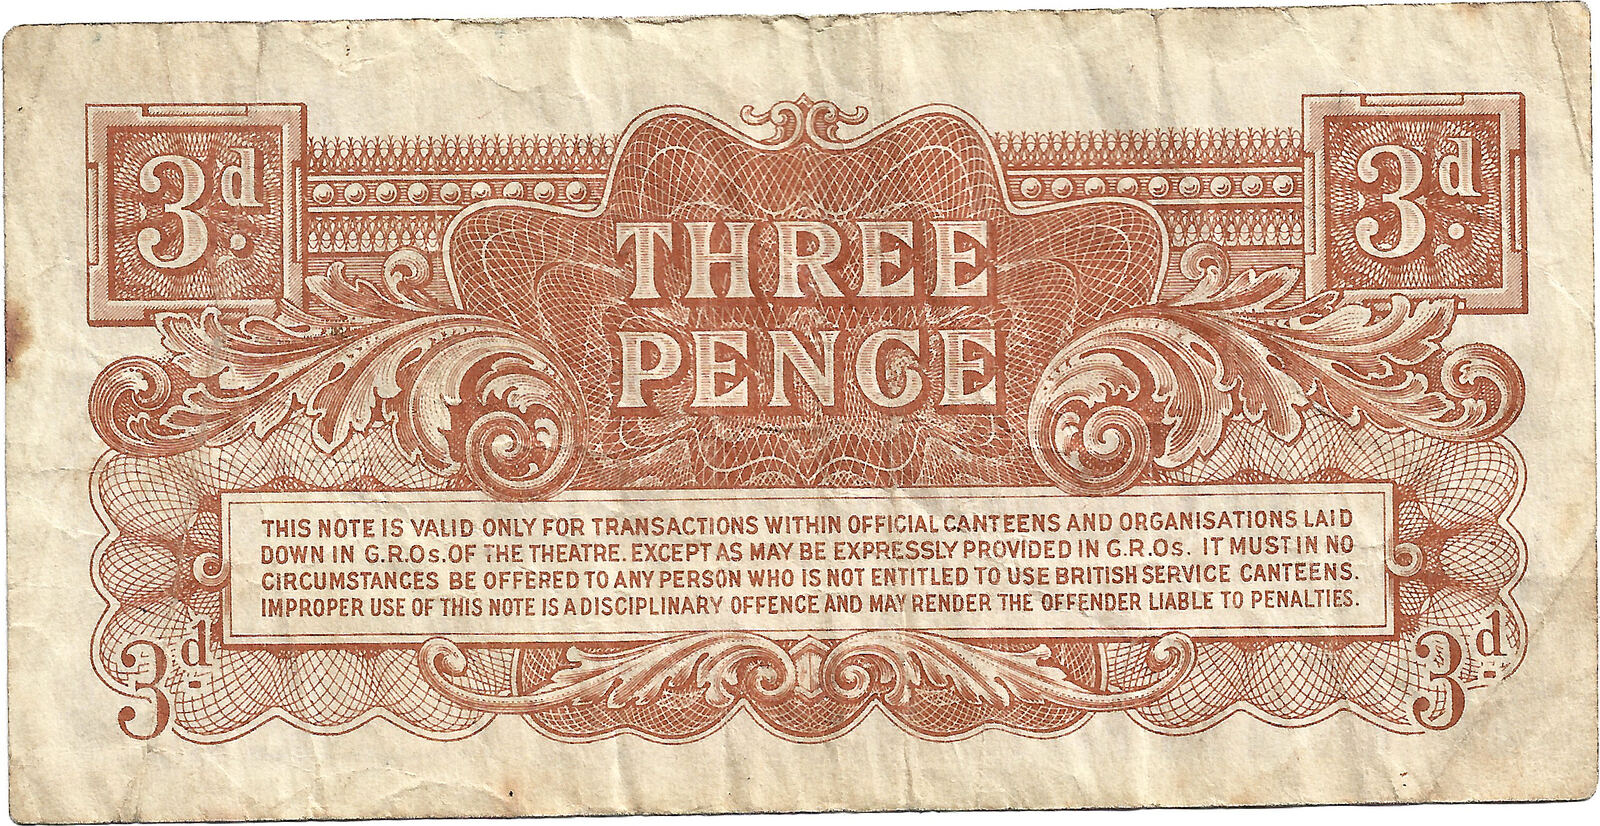 3d.
3d.
THREE
PENCE
THIS NOTE IS VALID ONLY FOR TRANSACTIONS WITHIN OFFICIAL CANTEENS AND ORGANISATIONS LAID
DOWN IN G.R.Os. OF THE THEATRE. EXCEPT AS MAY BE EXPRESSLY PROVIDED IN G.R.Os. IT MUST IN NO
CIRCUMSTANCES BE OFFERED TO ANY PERSON WHO IS NOT ENTITLED TO USE BRITISH SERVICE CANTEENS.
IMPROPER USE OF THIS NOTE IS A DISCIPLINARY OFFENCE AND MAY RENDER THE OFFENDER LIABLE TO PENALTIES.
3d.
3d.